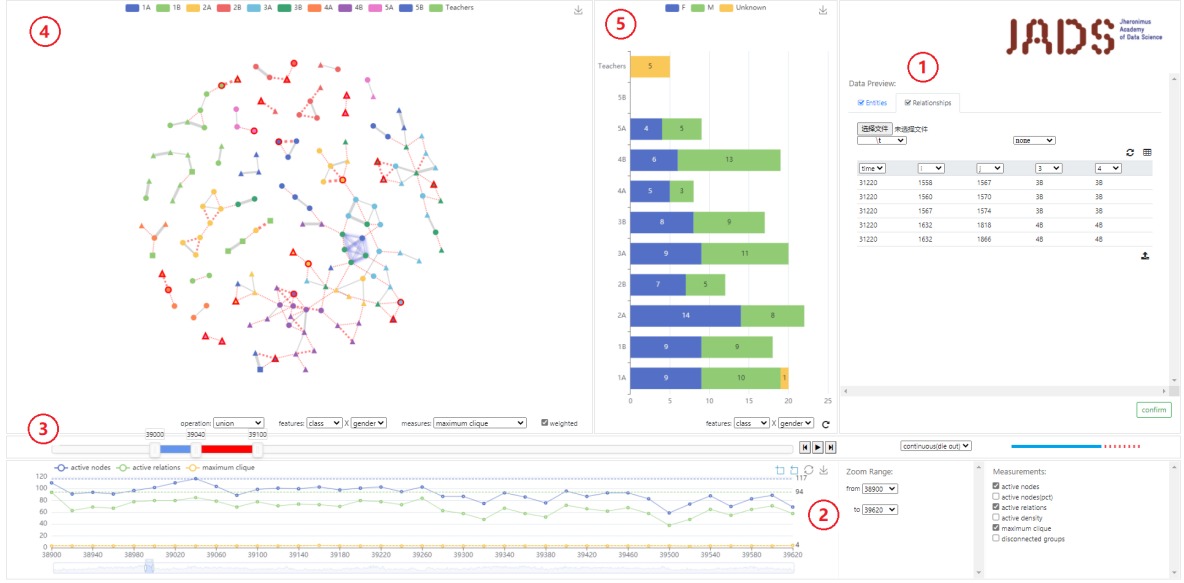 1A 1B 2A 2B 3A 3B 4A 4B 5A 5B Teachers
4
operation: union features: class X gender measures: maximum clique weighted
F M Unknown
5
Teachers 5
5B
5A 4 5
4B 6 13
4A 5 3
3B 8 9
3A 9 11
2B 7 5
2A 14 8
1B 9 9
1A 9 10 1
0 5 10 15 20 25
features: class X gender
JADS
Jheronimus
Academy
of Data Science
1
Data Preview:
Entities Relationships
选择文件 未选择文件
\t none
time i j 3 4
31220 1558 1567 3B 3B
31220 1560 1570 3B 3B
31220 1567 1574 3B 3B
31220 1632 1818 4B 4B
31220 1632 1866 4B 4B
confirm
3
39000 39040 39100
continuous(die out)
active nodes active relations maximum clique
120
100
80
60
40
20
0
117
94
4
38900 38940 38980 39020 39060 39100 39140 39180 39220 39260 39300 39340 39380 39420 39460 39500 39540 39580 39620
2
Zoom Range:
from 38900
to 39620
Measurements:
active nodes
active nodes(pct)
active relations
active density
maximum clique
disconnected groups